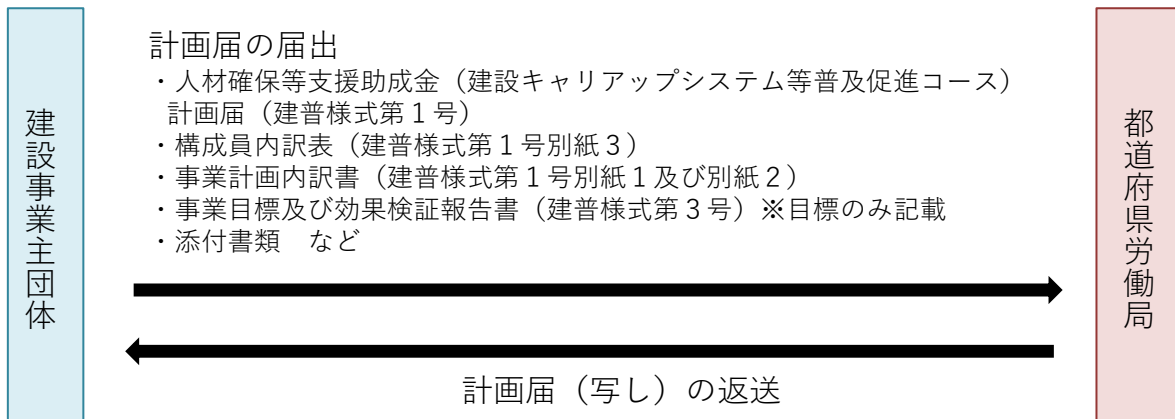 建設事業主団体
計画届の届出
・人材確保等支援助成金（建設キャリアアップシステム等普及促進コース）
計画届（建普様式第１号）
・構成員内訳表（建普様式第１号別紙３）
・事業計画内訳書（建普様式第１号別紙１及び別紙２）
・事業目標及び効果検証報告書（建普様式第３号）※目標のみ記載
・添付書類　など
計画届（写し）の返送
都道府県労働局